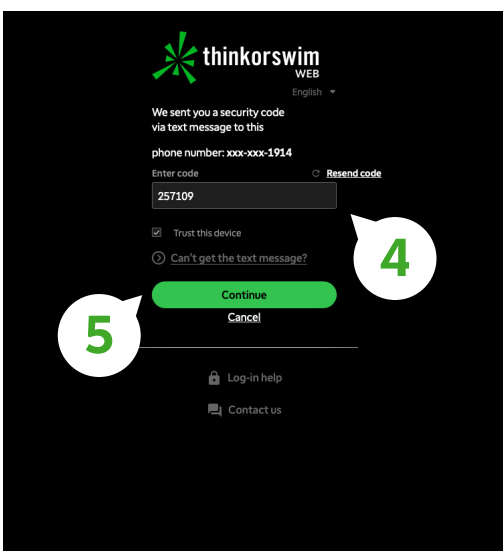 thinkorswim
WEB
English
We sent you a security code
via text message to this
phone number: xxx-xxx-1914
Enter code
Resend code
257109
Trust this device
4
Can't get the text message?
Continue
5
Cancel
Log-in help
Contact us